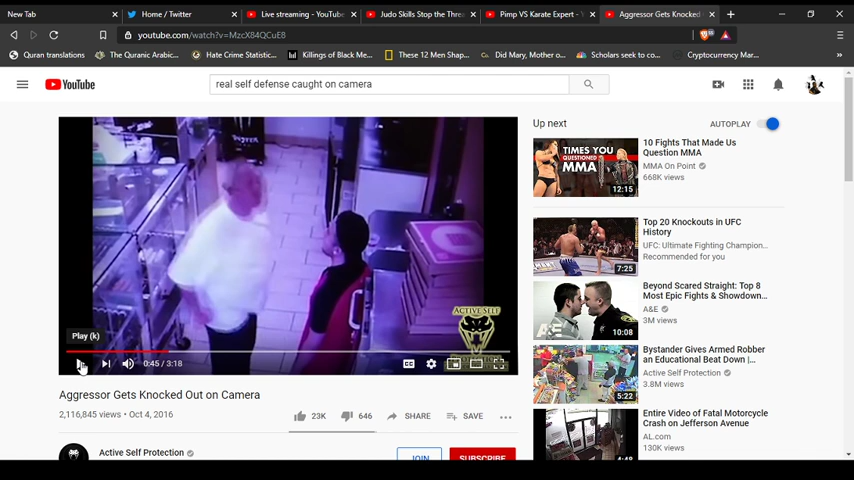 New Tab
Home / Twitter
Live streaming - YouTube
Judo Skills Stop the Threa
Pimp VS Karate Expert - Y
Aggressor Gets Knocked
youtube.com/watch?v=MzcX84QCuE8
Quran translations
The Quranic Arabic...
Hate Crime Statistic...
Killings of Black Me...
These 12 Men Shap...
Did Mary, Mother o...
Scholars seek to co...
Cryptocurrency Mar...
YouTube
real self defense caught on camera
Up next
AUTOPLAY
10 Fights That Made Us
Question MMA
MMA On Point
668K views
TIMES YOU
QUESTIONED
MMA
12:15
Top 20 Knockouts in UFC
History
UFC: Ultimate Fighting Champion...
Recommended for you
7:25
Beyond Scared Straight: Top 8
Most Epic Fights & Showdown...
A&E
3M views
10:08
Bystander Gives Armed Robber
an Educational Beat Down |...
Active Self Protection
3.8M views
5:22
Entire Video of Fatal Motorcycle
Crash on Jefferson Avenue
AL.com
130K views
4:48
ACTIVE SELF
Play (k)
0:45 / 3:18
CC
Aggressor Gets Knocked Out on Camera
2,116,845 views • Oct 4, 2016
23K
646
SHARE
SAVE
Active Self Protection
JOIN
SUBSCRIBE